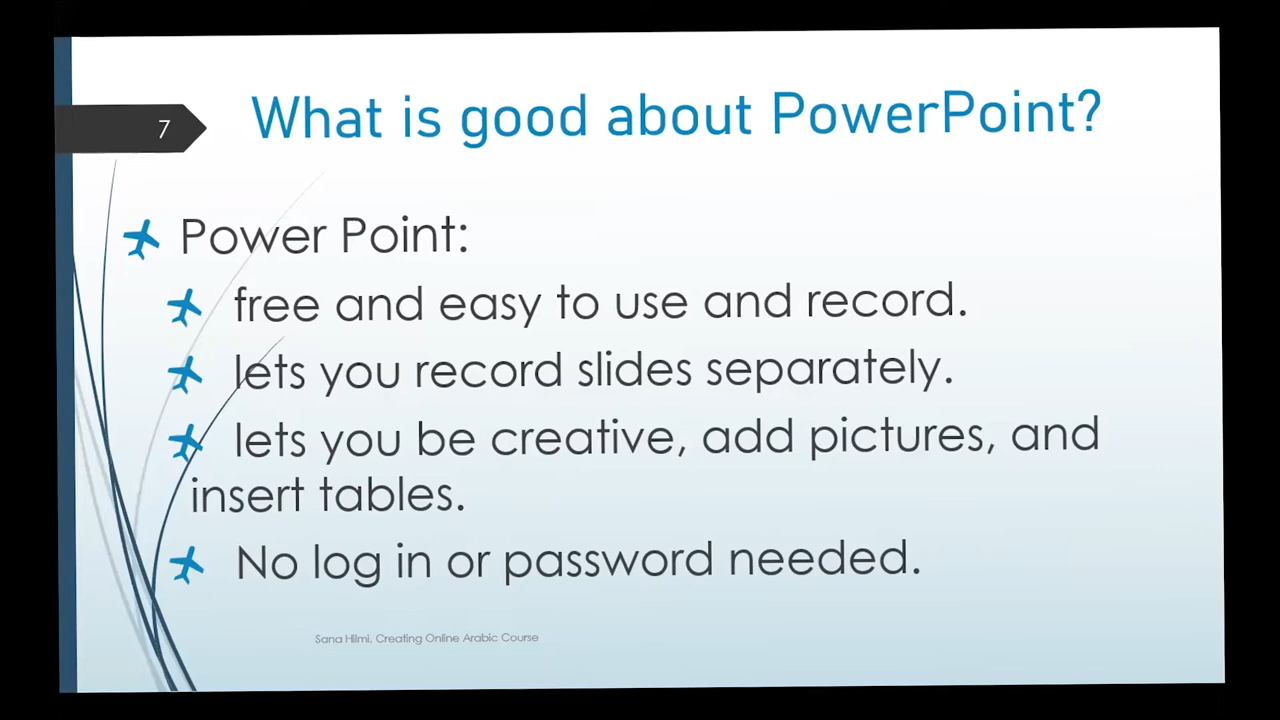 7
What is good about PowerPoint?
Power Point:
free and easy to use and record.
lets you record slides separately.
lets you be creative, add pictures, and
insert tables.
No log in or password needed.
Sana Hilmi, Creating Online Arabic Course